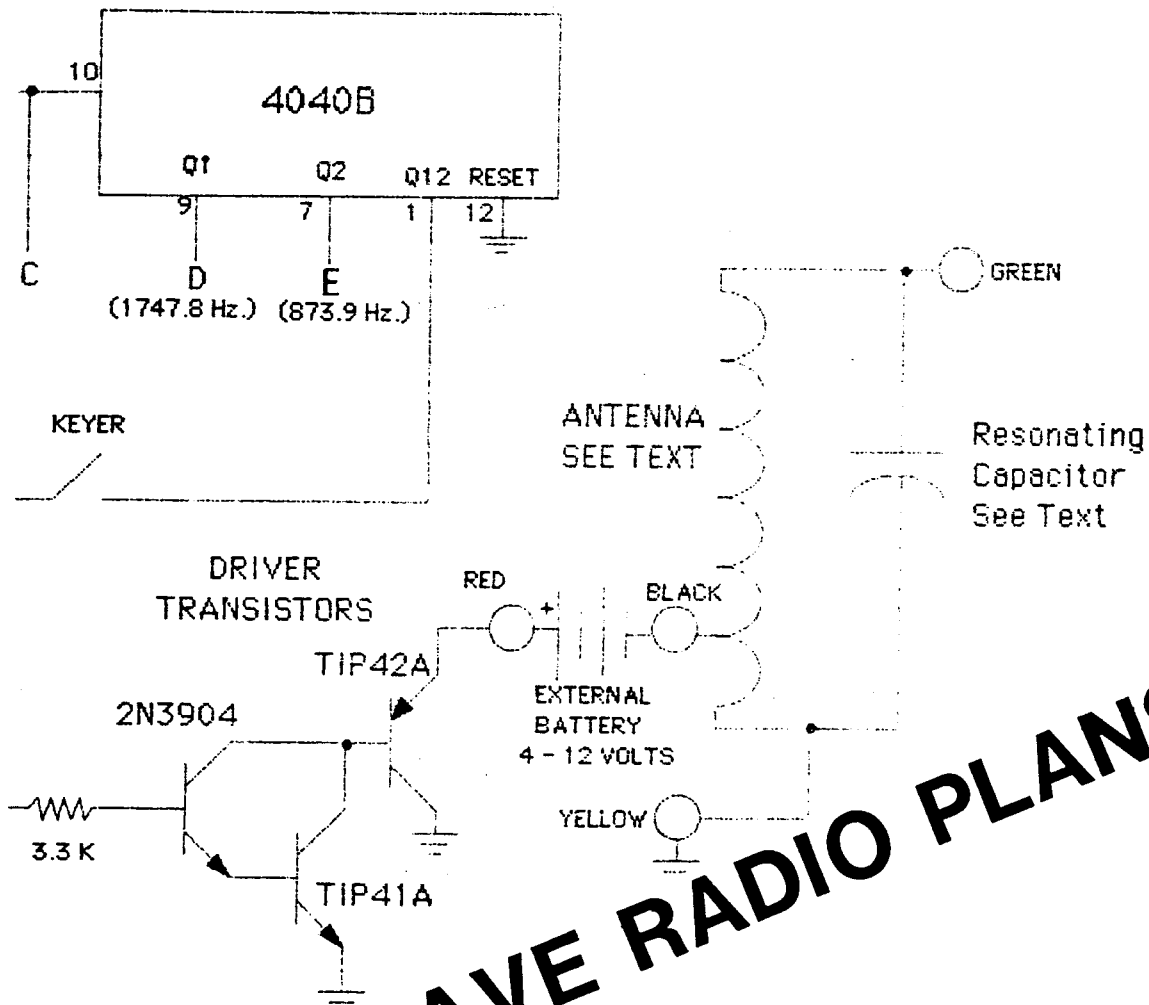 10
4040B
Q1
Q2
Q12
RESET
9
7
1
12
C
D
E
(1747.8 Hz.)
(873.9 Hz.)
GREEN
KEYER
ANTENNA
SEE TEXT
Resonating
Capacitor
See Text
DRIVER
TRANSISTORS
RED
+
BLACK
TIP42A
EXTERNAL
BATTERY
4 - 12 VOLTS
2N3904
YELLOW
3.3 K
TIP41A
RADIO PLANS